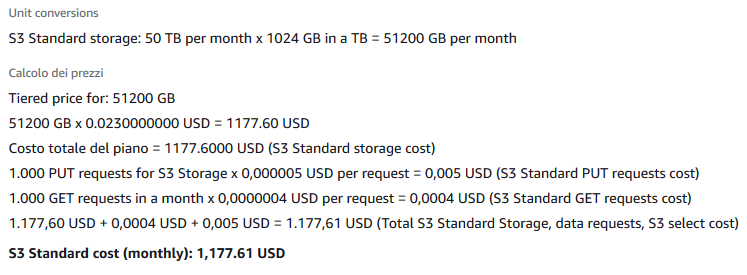 Unit conversions
S3 Standard storage: 50 TB per month x 1024 GB in a TB = 51200 GB per month
Calcolo dei prezzi
Tiered price for: 51200 GB
51200 GB x 0.0230000000 USD = 1177.60 USD
Costo totale del piano = 1177.6000 USD (S3 Standard storage cost)
1.000 PUT requests for S3 Storage x 0,000005 USD per request = 0,005 USD (S3 Standard PUT requests cost)
1.000 GET requests in a month x 0,0000004 USD per request = 0,0004 USD (S3 Standard GET requests cost)
1.177,60 USD + 0,0004 USD + 0,005 USD = 1.177,61 USD (Total S3 Standard Storage, data requests, S3 select cost)
S3 Standard cost (monthly): 1,177.61 USD